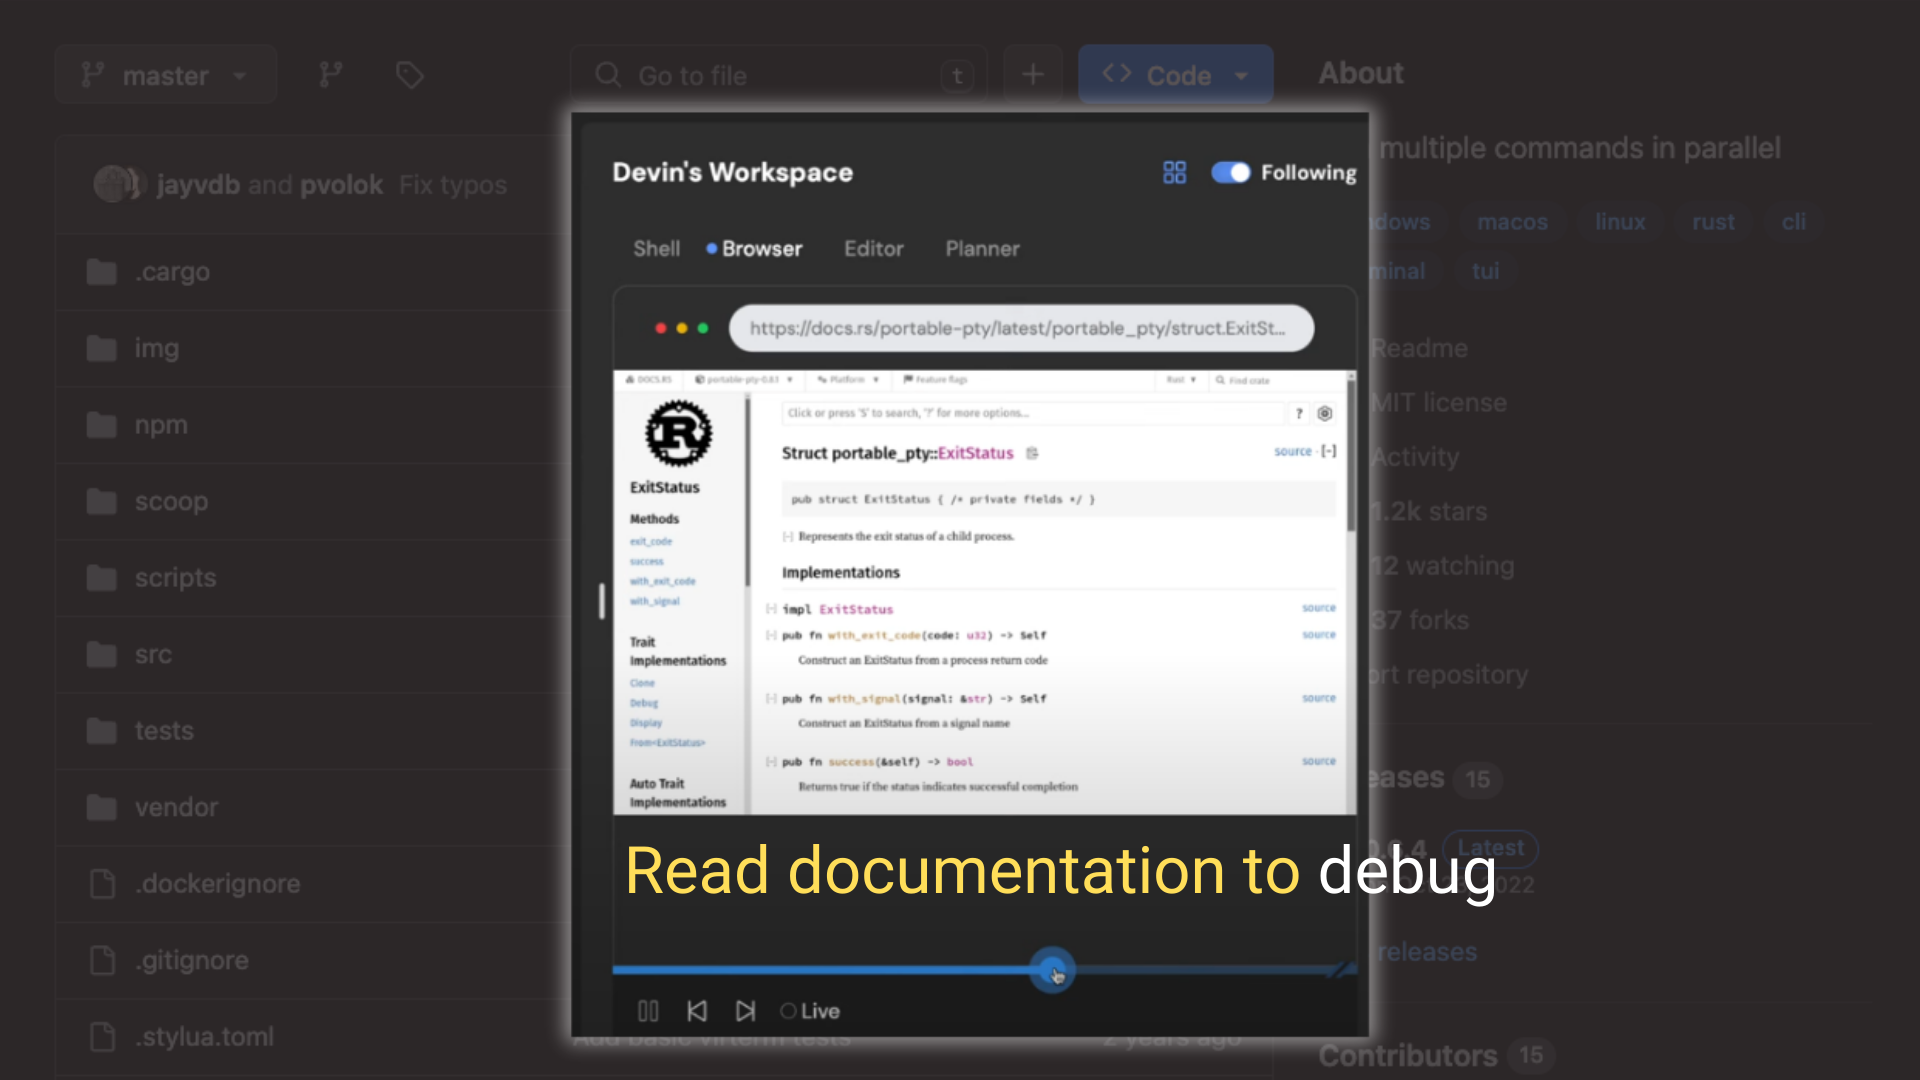 master
Go to file
t
Code
About
jayvdb and pvolok Fix typos
multiple commands in parallel
macos
linux
rust
cli
tui
.cargo
img
npm
scoop
scripts
src
tests
vendor
.dockerignore
.gitignore
.stylua.toml
Devin's Workspace
Following
Shell
Browser
Editor
Planner
https://docs.rs/portable-pty/latest/portable_pty/struct.ExitSt...
DOCS.RS
portable-pty-0.8.1
Platform
Feature flags
Rust
Find crate
Click or press 'S' to search, '?' for more options...
?
ExitStatus
Methods
exit_code
success
with_exit_code
with_signal
Trait
Implementations
Clone
Debug
Display
From<ExitStatus>
Auto Trait
Implementations
Struct portable_pty::ExitStatus
source · [-]
pub struct ExitStatus { /* private fields */ }
[-] Represents the exit status of a child process.
Implementations
[-] impl ExitStatus
source
[-] pub fn with_exit_code(code: u32) -> Self
source
Construct an ExitStatus from a process return code
[-] pub fn with_signal(signal: &str) -> Self
source
Construct an ExitStatus from a signal name
[-] pub fn success(&self) -> bool
source
Returns true if the status indicates successful completion
Read documentation to debug
Live
Add basic virterm tests
2 years ago
Readme
MIT license
Activity
1.2k stars
12 watching
37 forks
repository
15
Latest
2022
releases
Contributors 15